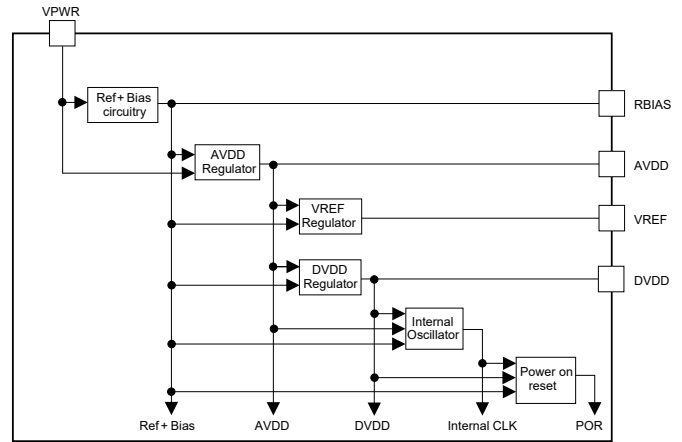 VPWR
Ref + Bias
circuitry
RBIAS
AVDD
Regulator
AVDD
VREF
Regulator
VREF
DVDD
Regulator
DVDD
Internal
Oscillator
Power on
reset
Ref + Bias
AVDD
DVDD
Internal CLK
POR